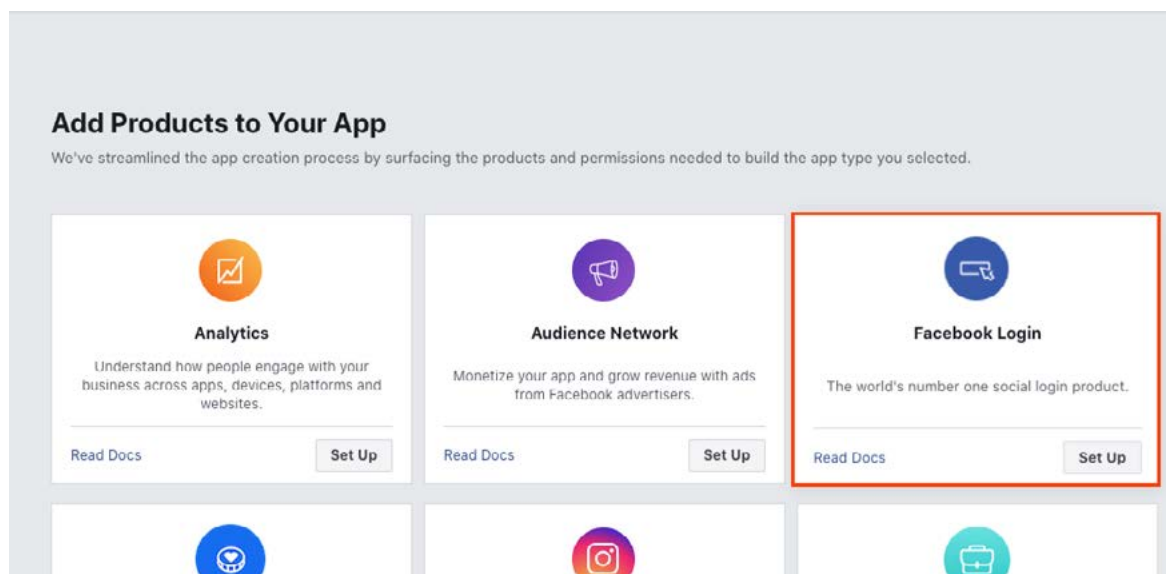 Add Products to Your App
We've streamlined the app creation process by surfacing the products and permissions needed to build the app type you selected.
Analytics
Understand how people engage with your
business across apps, devices, platforms and
websites.
Read Docs
Set Up
Audience Network
Monetize your app and grow revenue with ads
from Facebook advertisers.
Read Docs
Set Up
Facebook Login
The world's number one social login product.
Read Docs
Set Up